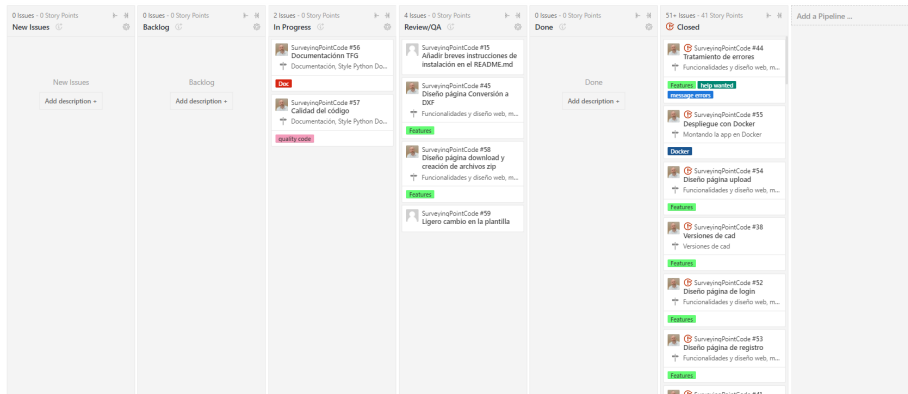 0 Issues - 0 Story Points
New Issues
New Issues
Add description +
0 Issues - 0 Story Points
Backlog
Backlog
Add description +
2 Issues - 0 Story Points
In Progress
SurveyingPointCode #56
Documentaciónn TFG
Documentación, Style Python Do...
Doc
SurveyingPointCode #57
Calidad del código
Documentación, Style Python Do...
quality code
4 Issues - 0 Story Points
Review/QA
SurveyingPointCode #15
Añadir breves instrucciones de
instalación en el README.md
SurveyingPointCode #45
Diseño página Conversión a
DXF
Funcionalidades y diseño web, m...
Features
SurveyingPointCode #58
Diseño página download y
creación de archivos zip
Funcionalidades y diseño web, m...
Features
SurveyingPointCode #59
Ligero cambio en la plantilla
0 Issues - 0 Story Points
Done
Done
Add description +
51+ Issues - 41 Story Points
Closed
SurveyingPointCode #44
Tratamiento de errores
Funcionalidades y diseño web, m...
Features help wanted
message errors
SurveyingPointCode #55
Despliegue con Docker
Montando la app en Docker
Docker
SurveyingPointCode #54
Diseño página upload
Funcionalidades y diseño web, m...
Features
SurveyingPointCode #38
Versiones de cad
Versiones de cad
Features
SurveyingPointCode #52
Diseño página de login
Funcionalidades y diseño web, m...
Features
SurveyingPointCode #53
Diseño página de registro
Funcionalidades y diseño web, m...
Features
Add a Pipeline ...